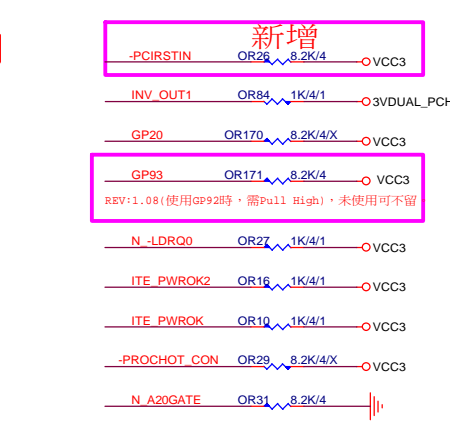 新增
-PCIRSTIN OR26 8.2K/4 VCC3
INV_OUT1 OR84 1K/4/1 3VDUAL_PCH
GP20 OR170 8.2K/4/X VCC3
GP93 OR171 8.2K/4 VCC3
REV:1.08(使用GP92時，需Pull High)，未使用可不留
N_-LDRQ0 OR27 1K/4/1 VCC3
ITE_PWROK2 OR16 1K/4/1 VCC3
ITE_PWROK OR10 1K/4/1 VCC3
-PROCHOT_CON OR29 8.2K/4/X VCC3
N_A20GATE OR31 8.2K/4